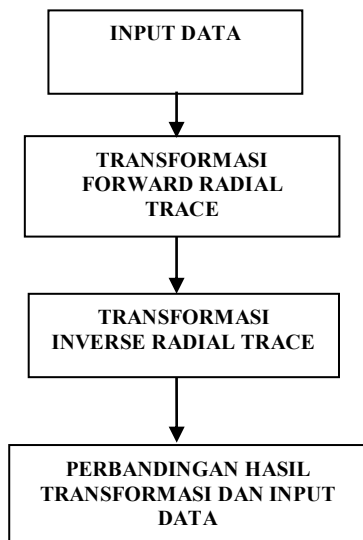 INPUT DATA
TRANSFORMASI
FORWARD RADIAL
TRACE
TRANSFORMASI
INVERSE RADIAL TRACE
PERBANDINGAN HASIL
TRANSFORMASI DAN INPUT
DATA